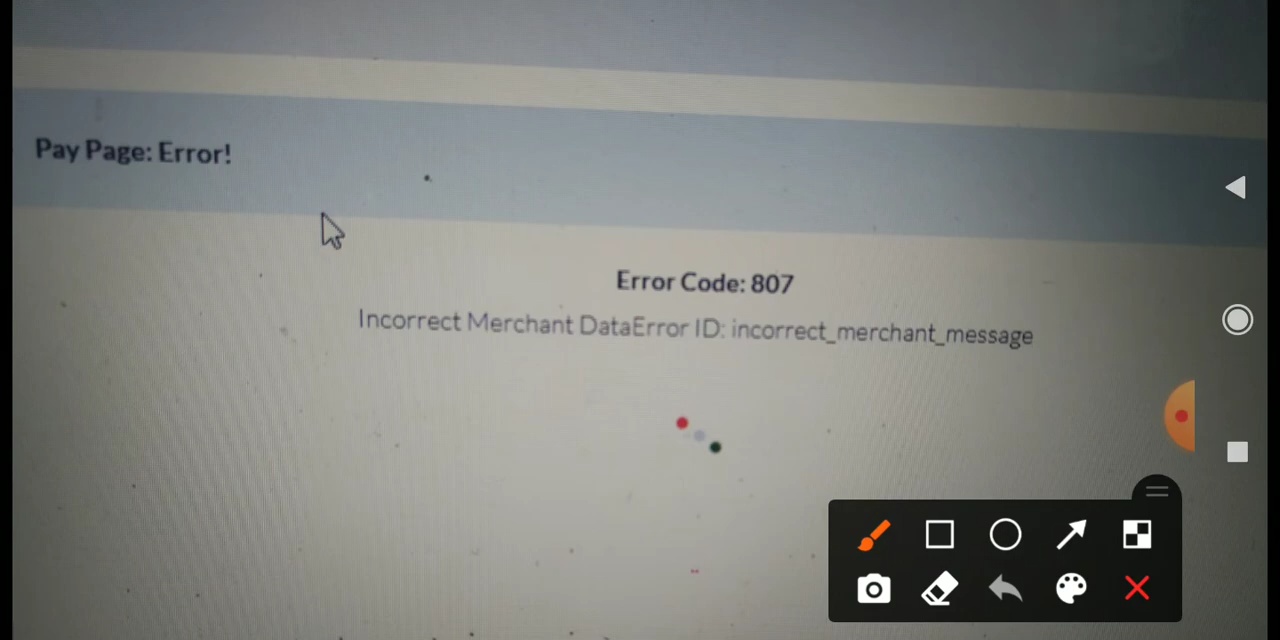 Pay Page: Error!
Error Code: 807
Incorrect Merchant DataError ID: incorrect_merchant_message